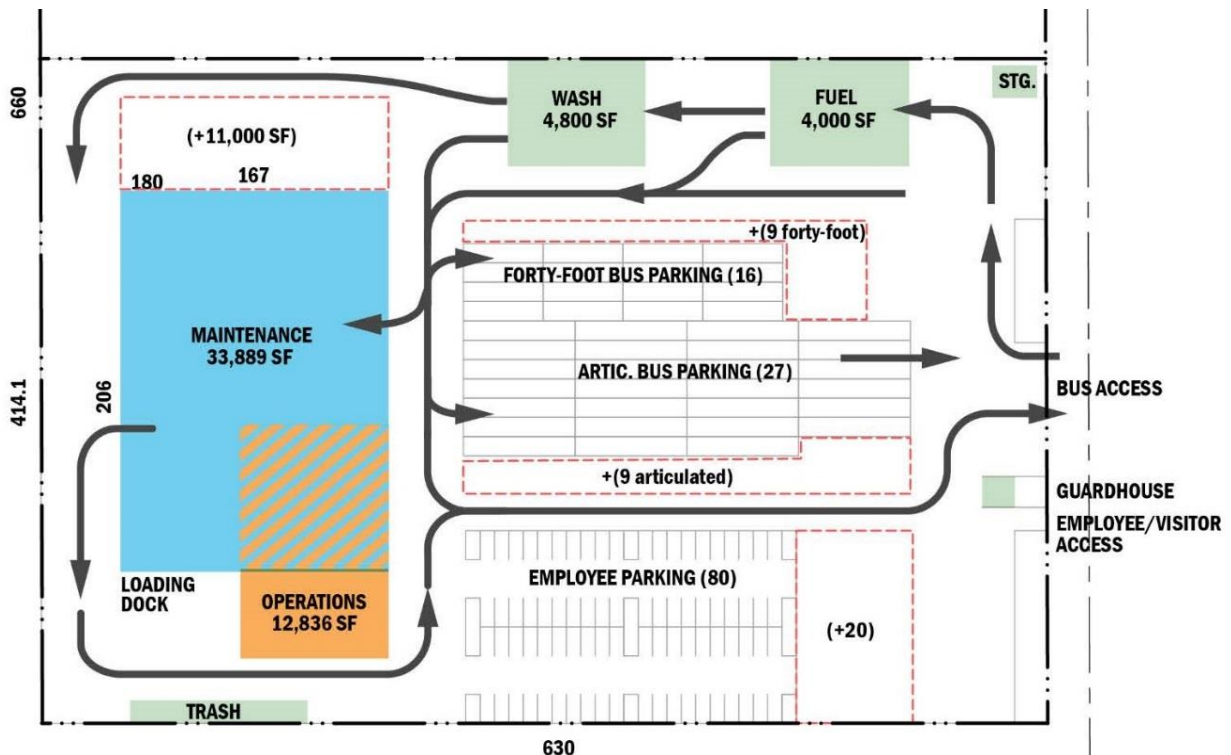 660
WASH
4,800 SF
FUEL
4,000 SF
STG.
(+11,000 SF)
180
167
+(9 forty-foot)
FORTY-FOOT BUS PARKING (16)
MAINTENANCE
33,889 SF
ARTIC. BUS PARKING (27)
BUS ACCESS
206
414.1
+(9 articulated)
GUARDHOUSE
EMPLOYEE/VISITOR
ACCESS
LOADING
DOCK
OPERATIONS
12,836 SF
EMPLOYEE PARKING (80)
(+20)
TRASH
630